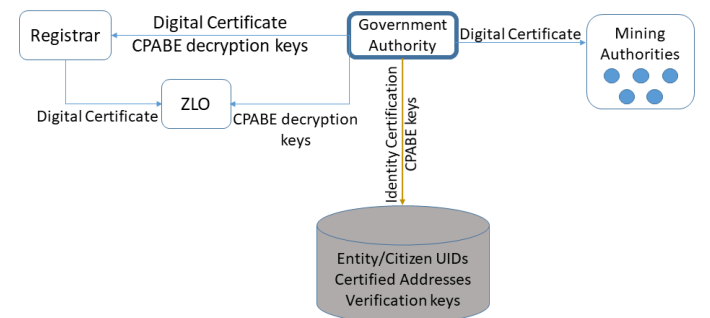 Registrar
Digital Certificate
CPABE decryption keys
Government
Authority
Digital Certificate
Mining
Authorities
Digital Certificate
ZLO
CPABE decryption
keys
Identity Certification
CPABE keys
Entity/Citizen UIDs
Certified Addresses
Verification keys